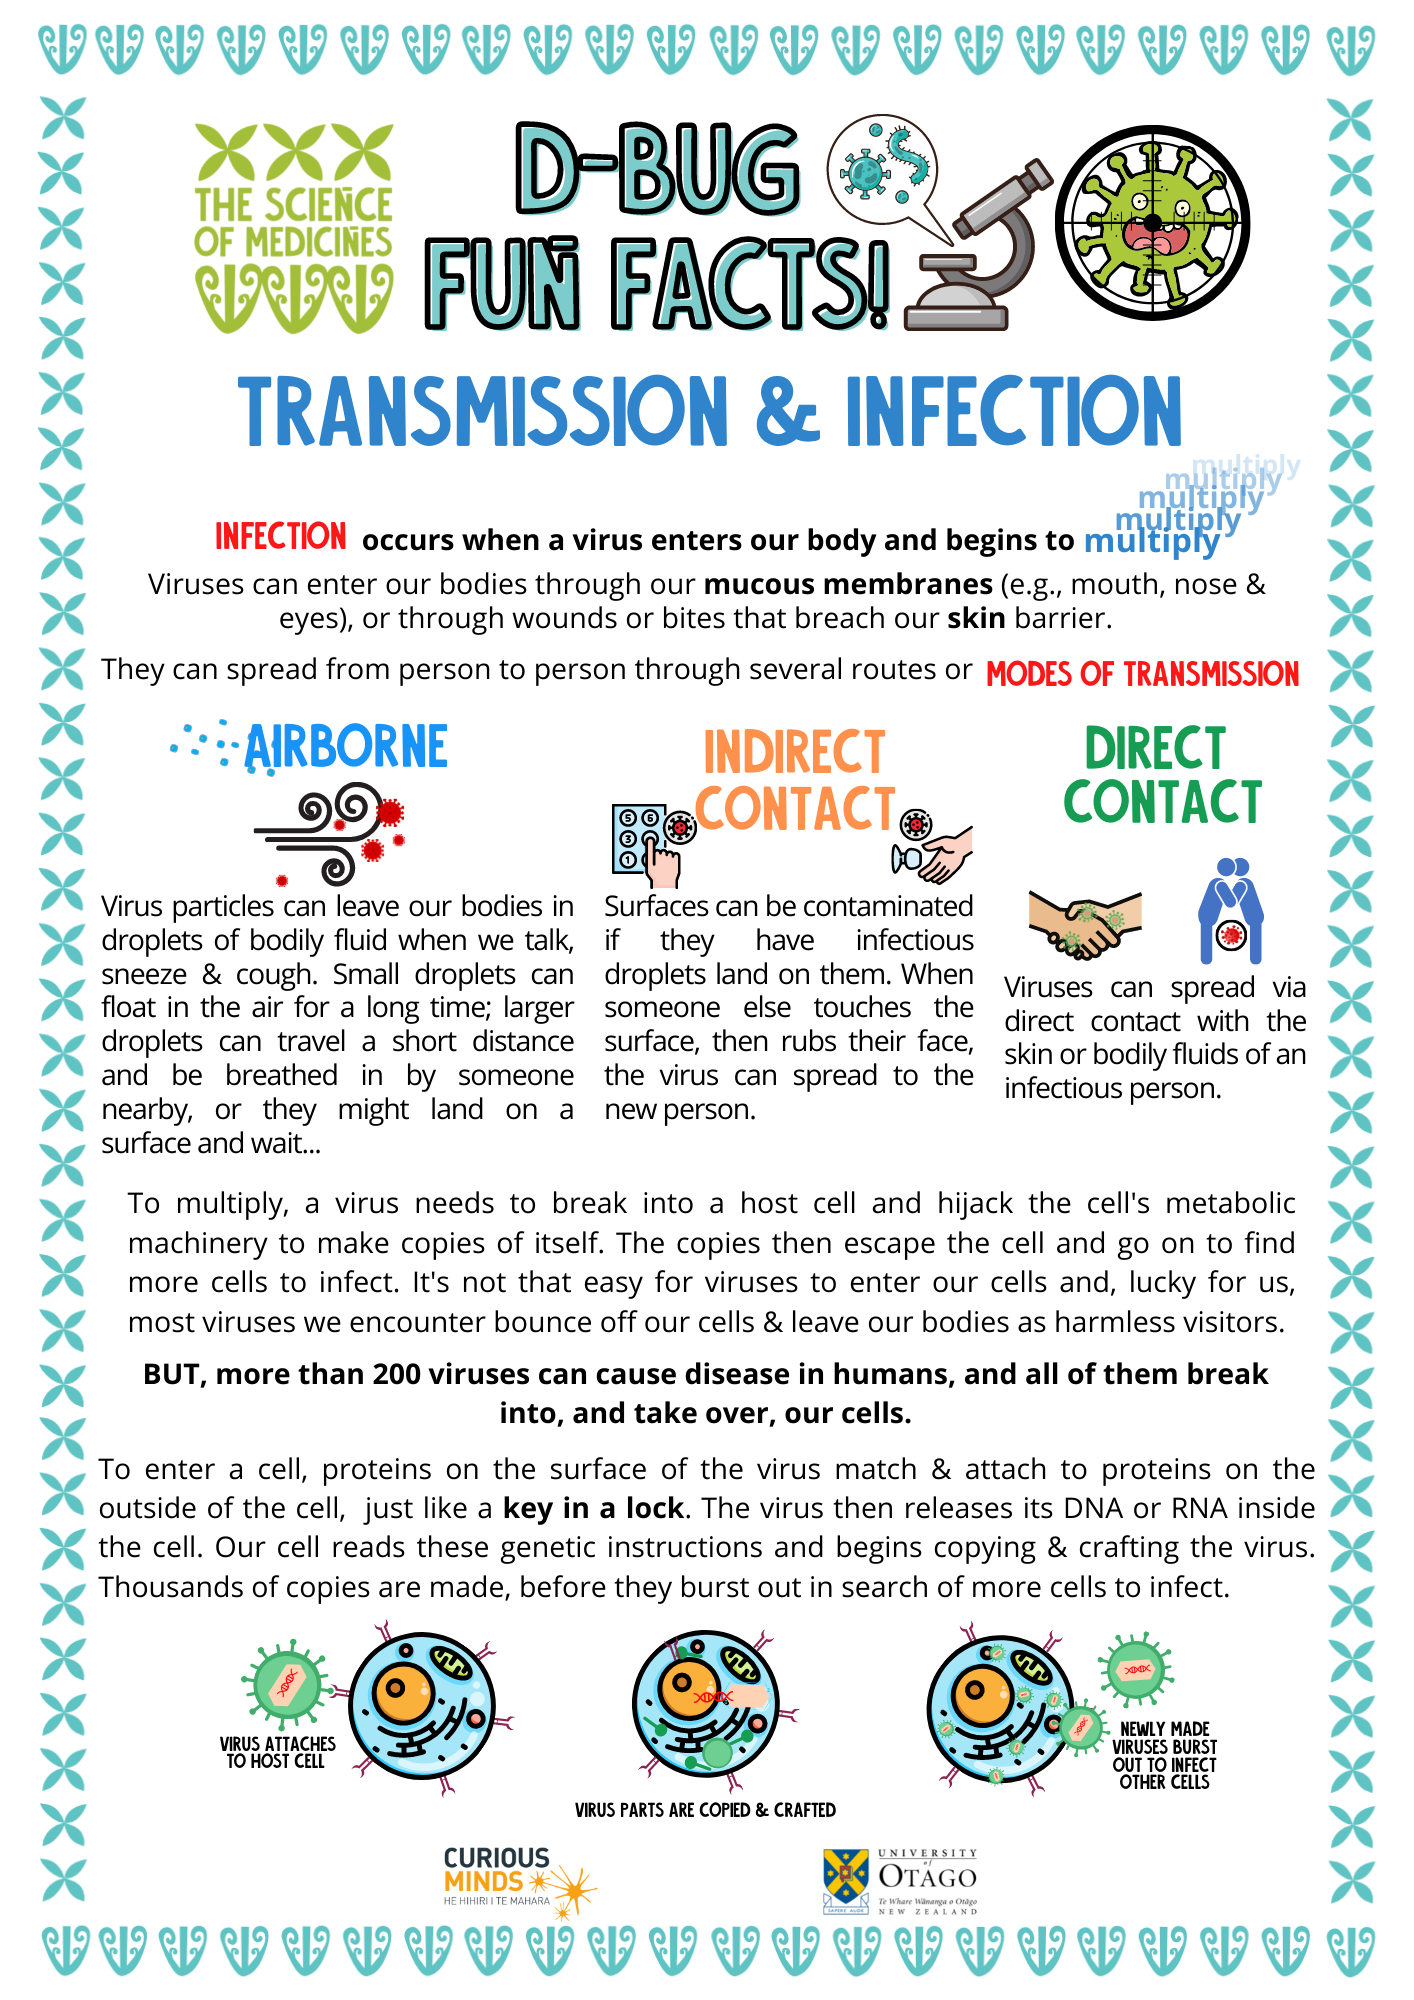 THE SCIENCE
OF MEDICINES
D-BUG
FUN FACTS!
TRANSMISSION & INFECTION
multiply
multiply
multiply
multiply
INFECTION occurs when a virus enters our body and begins to multiply
Viruses can enter our bodies through our mucous membranes (e.g., mouth, nose &
eyes), or through wounds or bites that breach our skin barrier.
They can spread from person to person through several routes or MODES OF TRANSMISSION
AIRBORNE
Virus particles can leave our bodies in
droplets of bodily fluid when we talk,
sneeze & cough. Small droplets can
float in the air for a long time; larger
droplets can travel a short distance
and be breathed in by someone
nearby, or they might land on a
surface and wait...
INDIRECT
CONTACT
5 6
3
1
Surfaces can be contaminated
if they have infectious
droplets land on them. When
someone else touches the
surface, then rubs their face,
the virus can spread to the
new person.
DIRECT
CONTACT
Viruses can spread via
direct contact with the
skin or bodily fluids of an
infectious person.
To multiply, a virus needs to break into a host cell and hijack the cell's metabolic
machinery to make copies of itself. The copies then escape the cell and go on to find
more cells to infect. It's not that easy for viruses to enter our cells and, lucky for us,
most viruses we encounter bounce off our cells & leave our bodies as harmless visitors.
BUT, more than 200 viruses can cause disease in humans, and all of them break
into, and take over, our cells.
To enter a cell, proteins on the surface of the virus match & attach to proteins on the
outside of the cell, just like a key in a lock. The virus then releases its DNA or RNA inside
the cell. Our cell reads these genetic instructions and begins copying & crafting the virus.
Thousands of copies are made, before they burst out in search of more cells to infect.
VIRUS ATTACHES
TO HOST CELL
VIRUS PARTS ARE COPIED & CRAFTED
NEWLY MADE
VIRUSES BURST
OUT TO INFECT
OTHER CELLS
CURIOUS
MINDS
HE HIHIRI I TE MAHARA
UNIVERSITY
of
OTAGO
Te Whare Wānanga o Otāgo
NEW ZEALAND
SAPERE AUDE